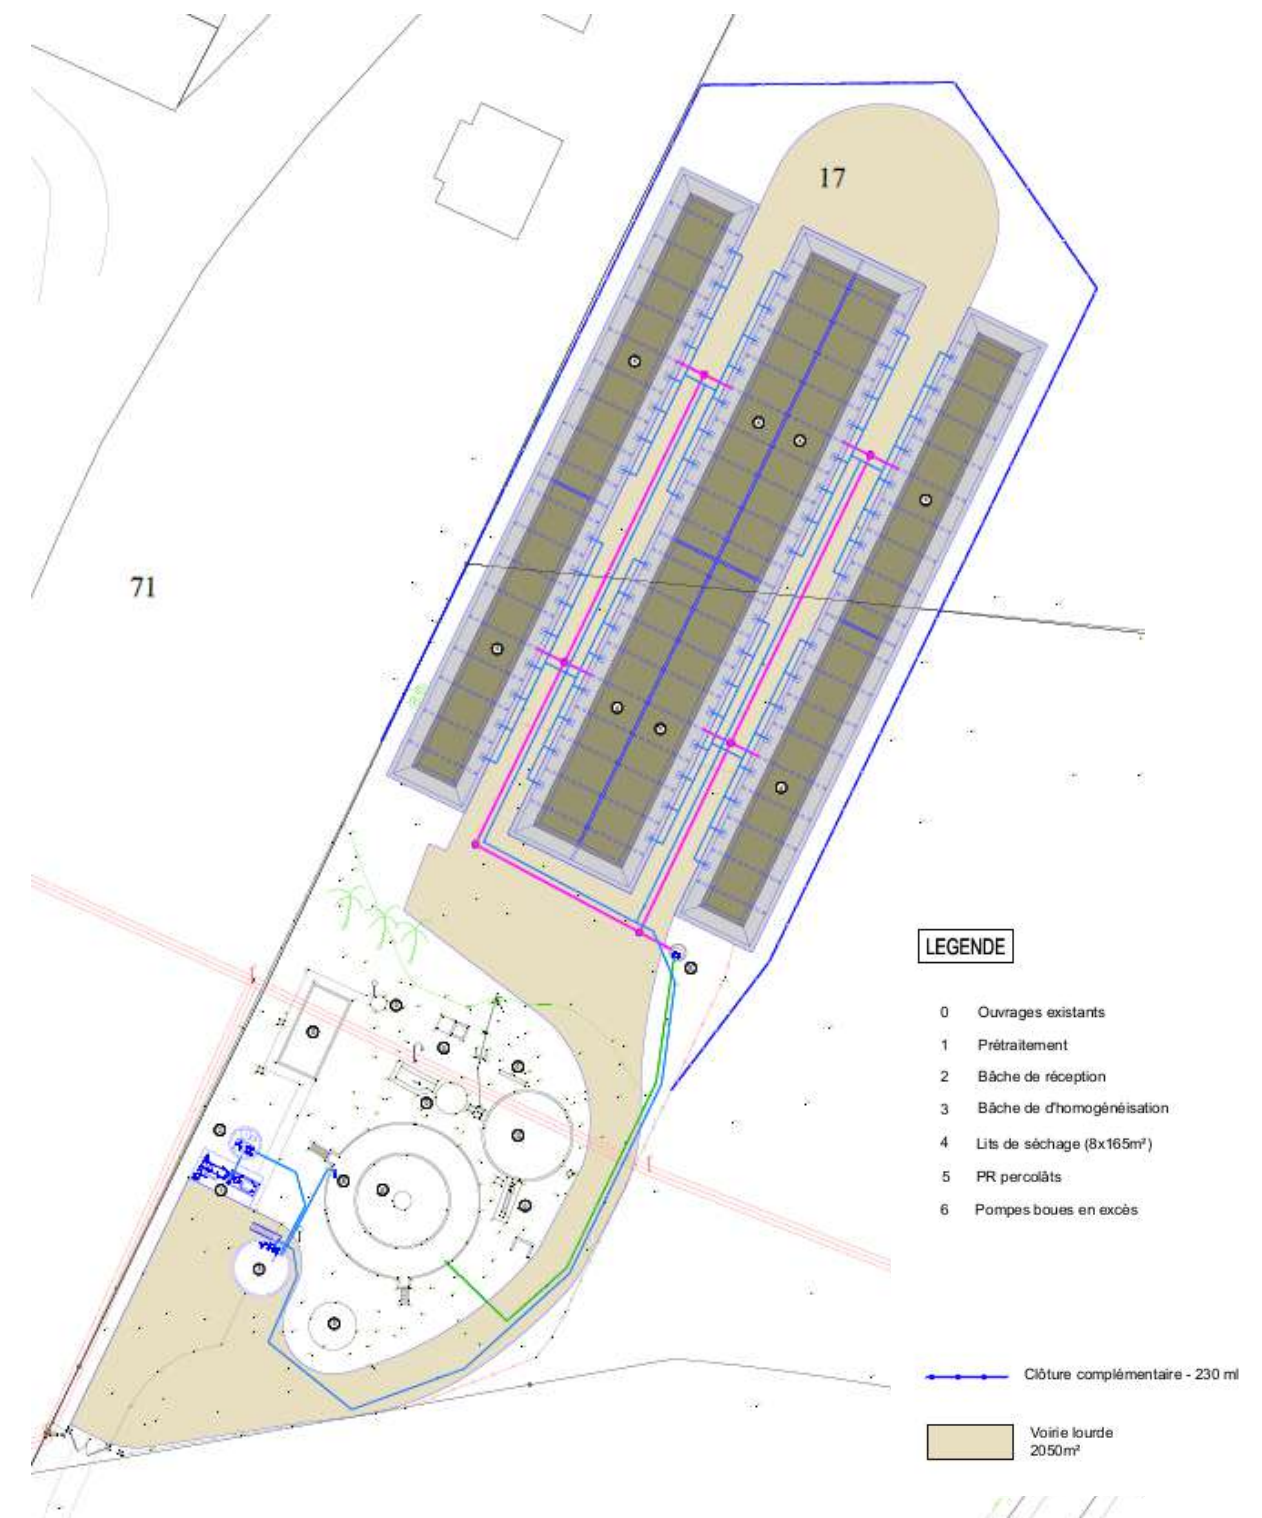 17
71
LEGENDE
0 Ouvrages existants
1 Prétraitement
2 Bâche de réception
3 Bâche de d'homogénéisation
4 Lits de séchage (8x165m²)
5 PR percolâts
6 Pompes boues en excès
Clôture complémentaire - 230 ml
Voirie lourde
2050m²